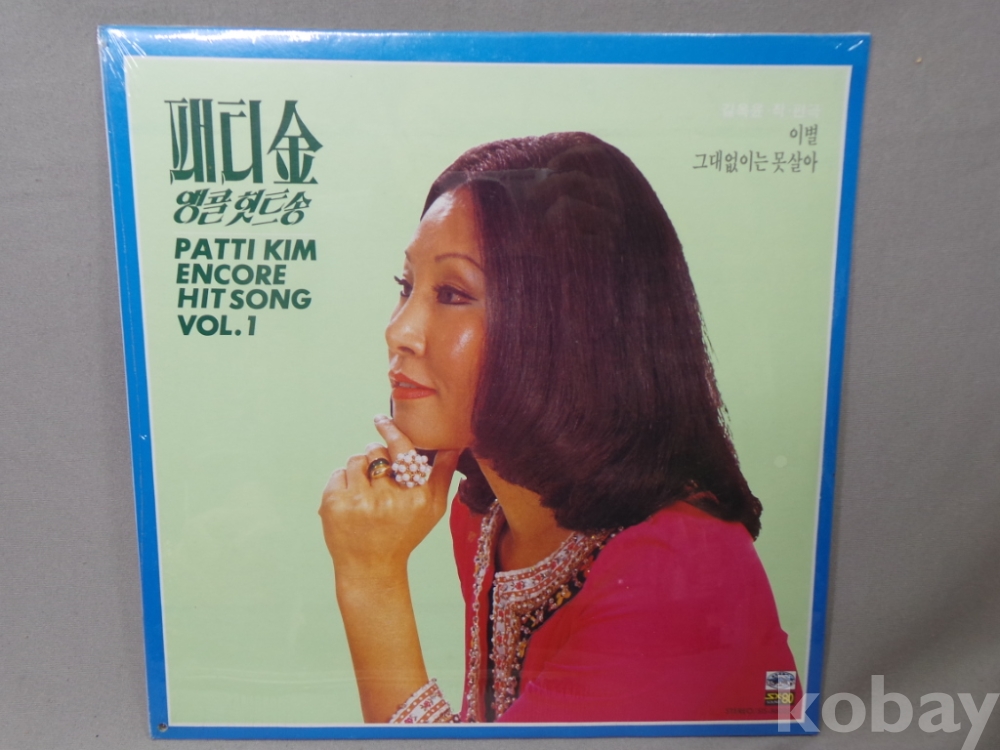 패티金
앵콜 힛트송
PATTI KIM
ENCORE
HIT SONG
VOL.1
이별
그대없이는 못살아
kobay